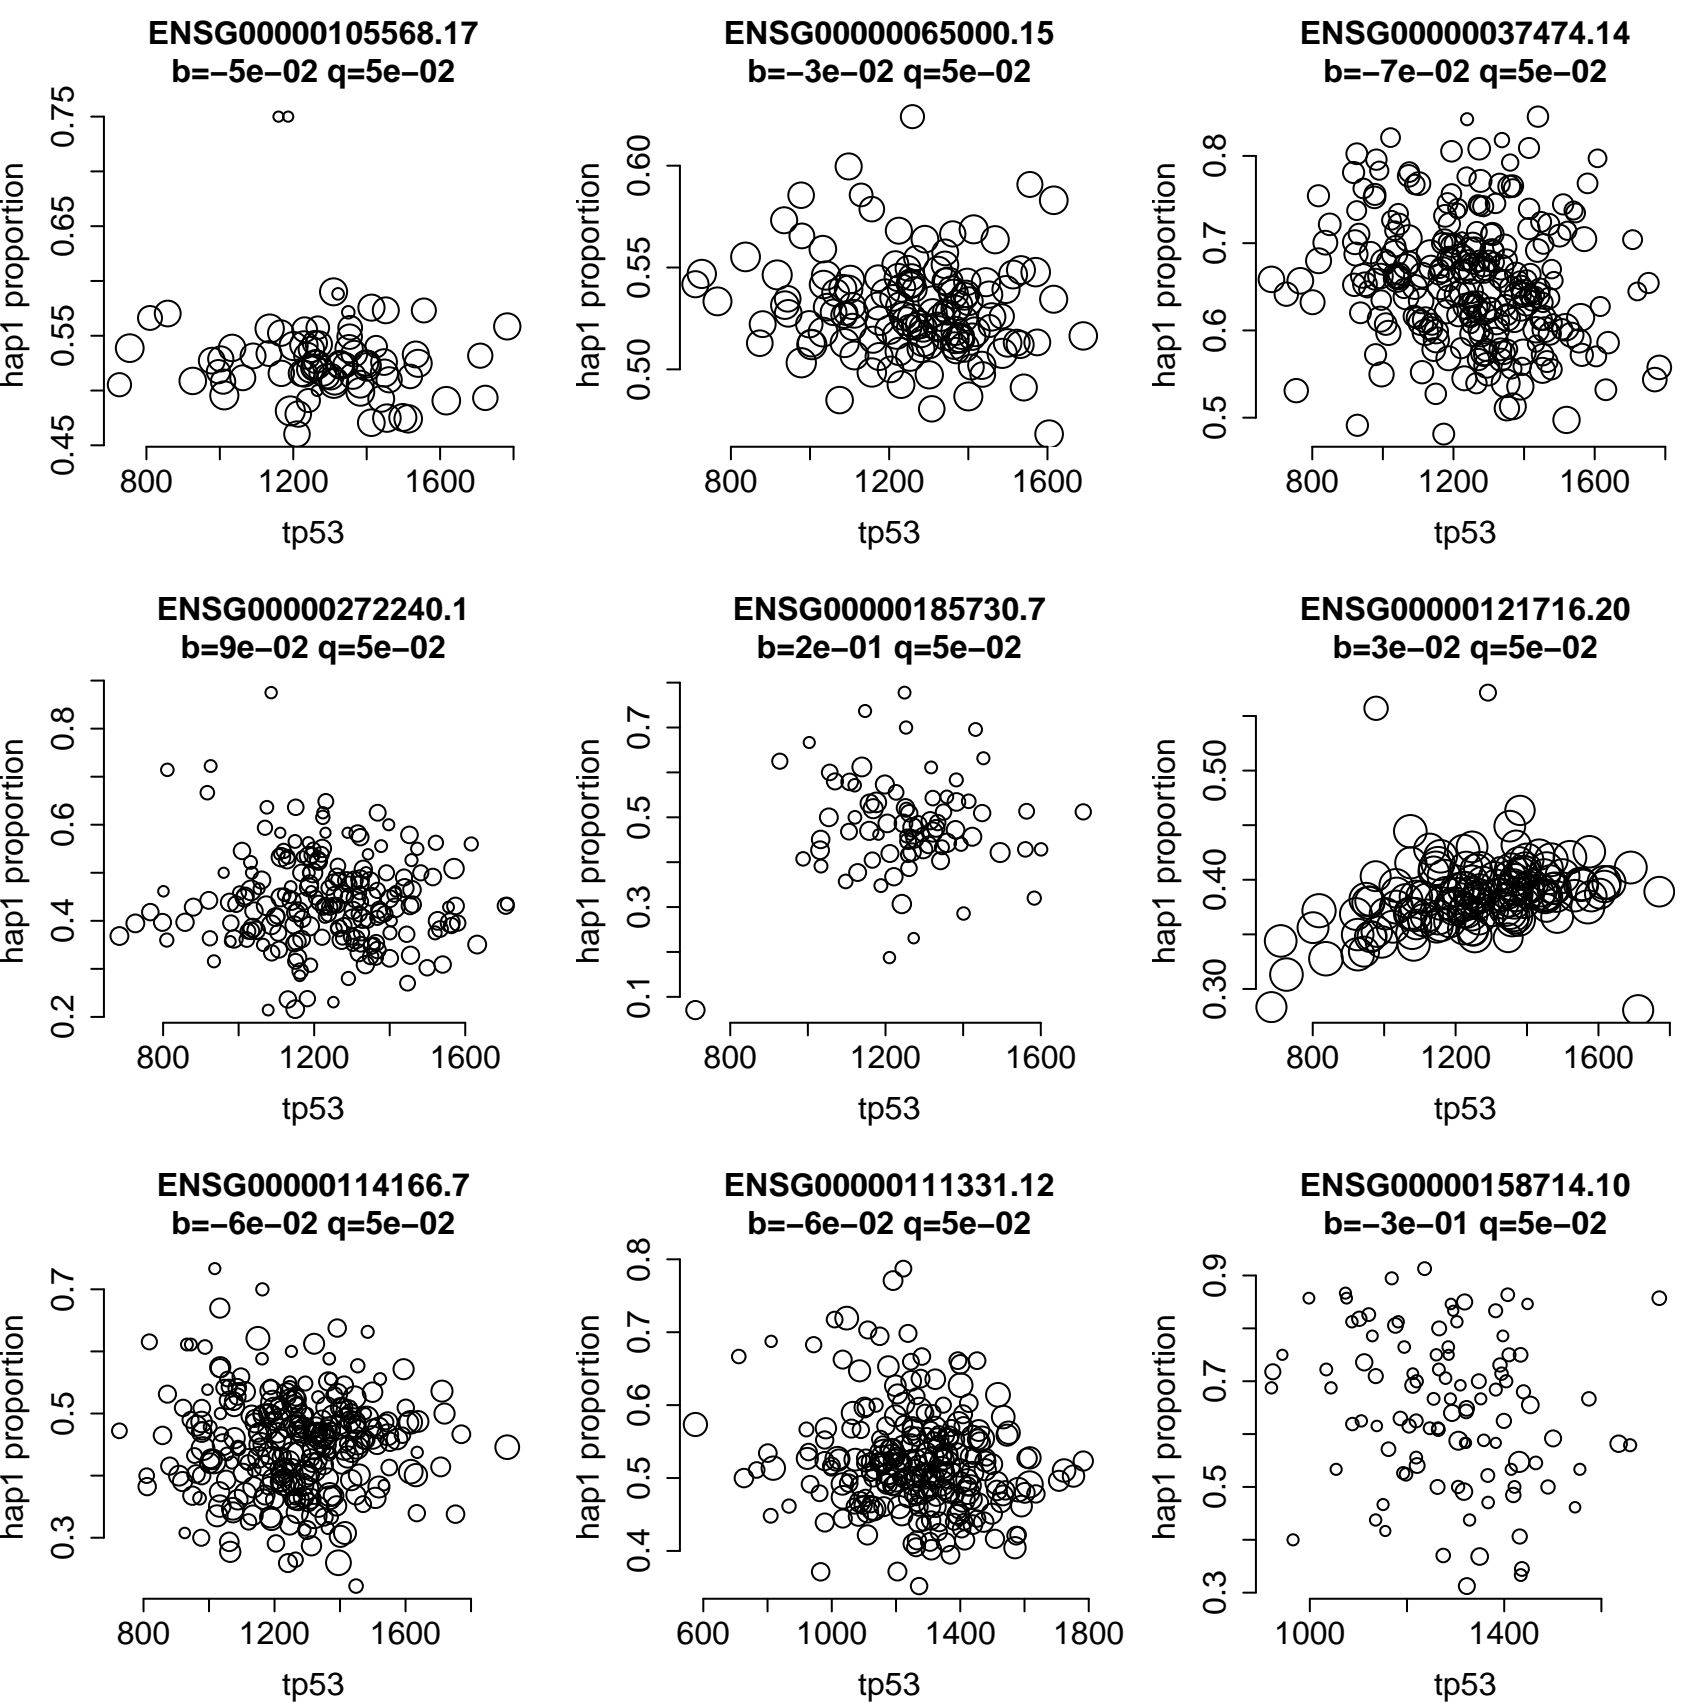 ENSG00000105568.17
b=−5e−02 q=5e−02
hap1 proportion
0.45 0.55 0.65 0.75
800 1200 1600
tp53
ENSG00000065000.15
b=−3e−02 q=5e−02
hap1 proportion
0.50 0.55 0.60
800 1200 1600
tp53
ENSG00000037474.14
b=−7e−02 q=5e−02
hap1 proportion
0.5 0.6 0.7 0.8
800 1200 1600
tp53
ENSG00000272240.1
b=9e−02 q=5e−02
hap1 proportion
0.2 0.4 0.6 0.8
800 1200 1600
tp53
ENSG00000185730.7
b=2e−01 q=5e−02
hap1 proportion
0.1 0.3 0.5 0.7
800 1200 1600
tp53
ENSG00000121716.20
b=3e−02 q=5e−02
hap1 proportion
0.30 0.40 0.50
800 1200 1600
tp53
ENSG00000114166.7
b=−6e−02 q=5e−02
hap1 proportion
0.3 0.5 0.7
800 1200 1600
tp53
ENSG00000111331.12
b=−6e−02 q=5e−02
hap1 proportion
0.4 0.5 0.6 0.7 0.8
600 1000 1400 1800
tp53
ENSG00000158714.10
b=−3e−01 q=5e−02
hap1 proportion
0.3 0.5 0.7 0.9
1000 1400
tp53